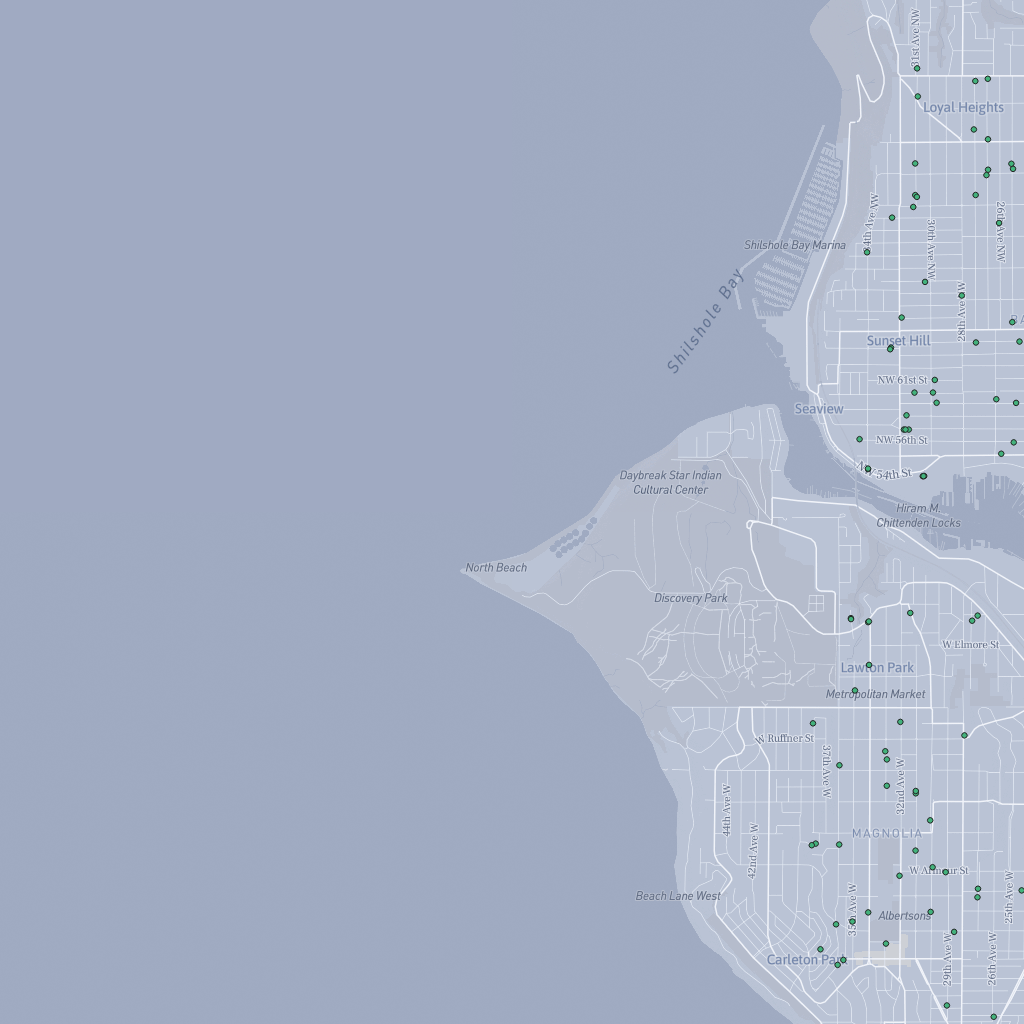 31st Ave NW
Loyal Heights
34th Ave NW
26th Ave NW
30th Ave NW
Shilshole Bay Marina
Shilshole Bay
28th Ave NW
BA
Sunset Hill
NW 61st St
Seaview
NW 56th St
NW 54th St
Daybreak Star Indian
Cultural Center
Hiram M.
Chittenden Locks
North Beach
Discovery Park
W Elmore St
Lawton Park
Metropolitan Market
W Ruffner St
37th Ave W
32nd Ave W
44th Ave W
42nd Ave W
MAGNOLIA
W Armour St
Beach Lane West
35th Ave W
25th Ave W
Albertsons
29th Ave W
26th Ave W
Carleton Park